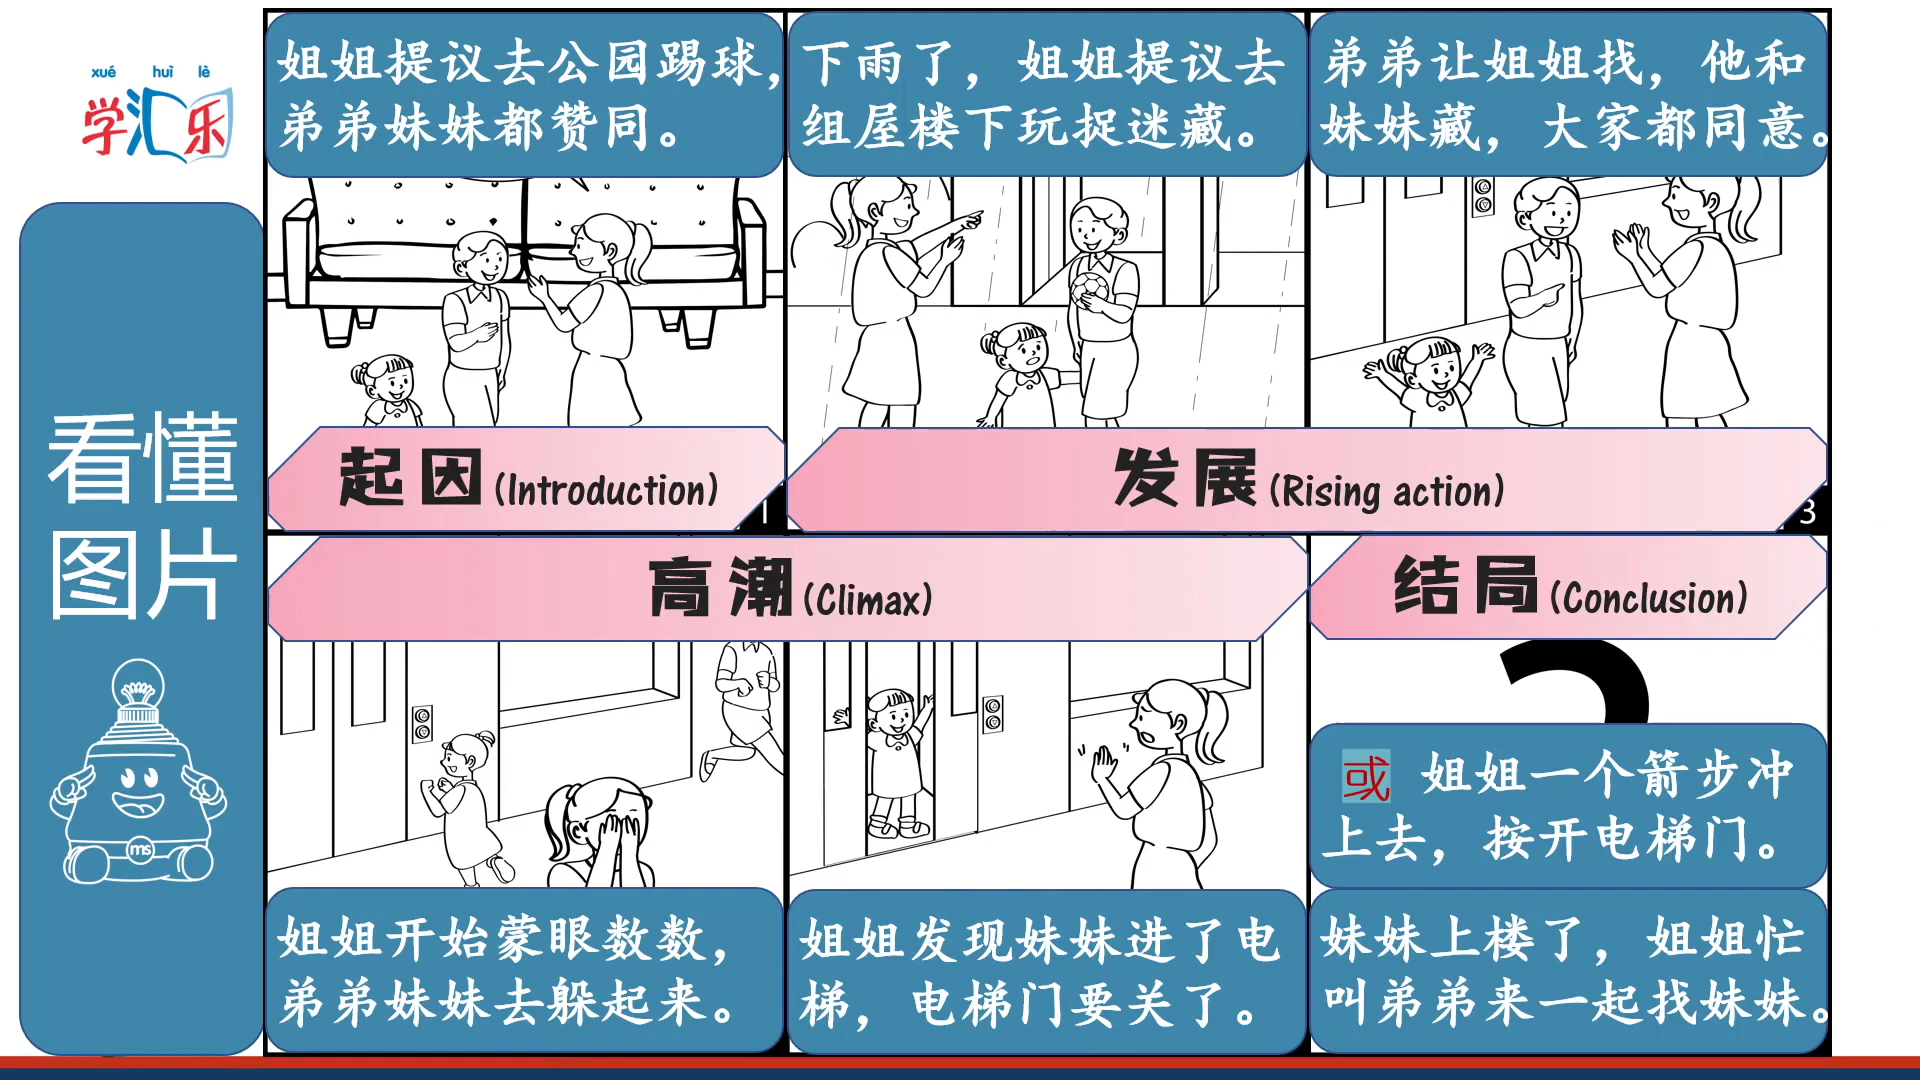 xué huì lè
学汇乐
看懂
图片
ms
姐姐提议去公园踢球，
弟弟妹妹都赞同。
下雨了，姐姐提议去
组屋楼下玩捉迷藏。
弟弟让姐姐找，他和
妹妹藏，大家都同意。
起因(Introduction)
1
发展(Rising action)
3
高潮(Climax)
结局(Conclusion)
姐姐开始蒙眼数数，
弟弟妹妹去躲起来。
姐姐发现妹妹进了电
梯，电梯门要关了。
或 姐姐一个箭步冲
上去，按开电梯门。
妹妹上楼了，姐姐忙
叫弟弟来一起找妹妹。